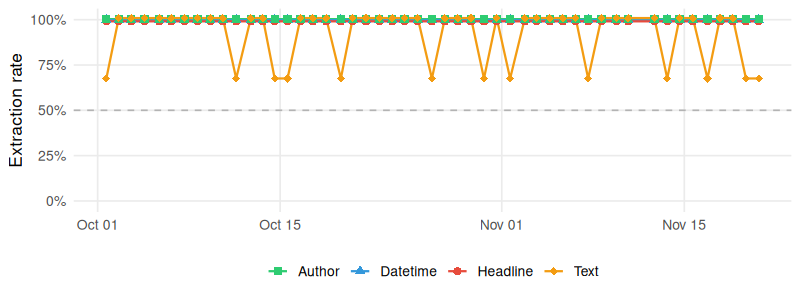 100%
75%
50%
25%
0%
Extraction rate
Oct 01 Oct 15 Nov 01 Nov 15
Author Datetime Headline Text